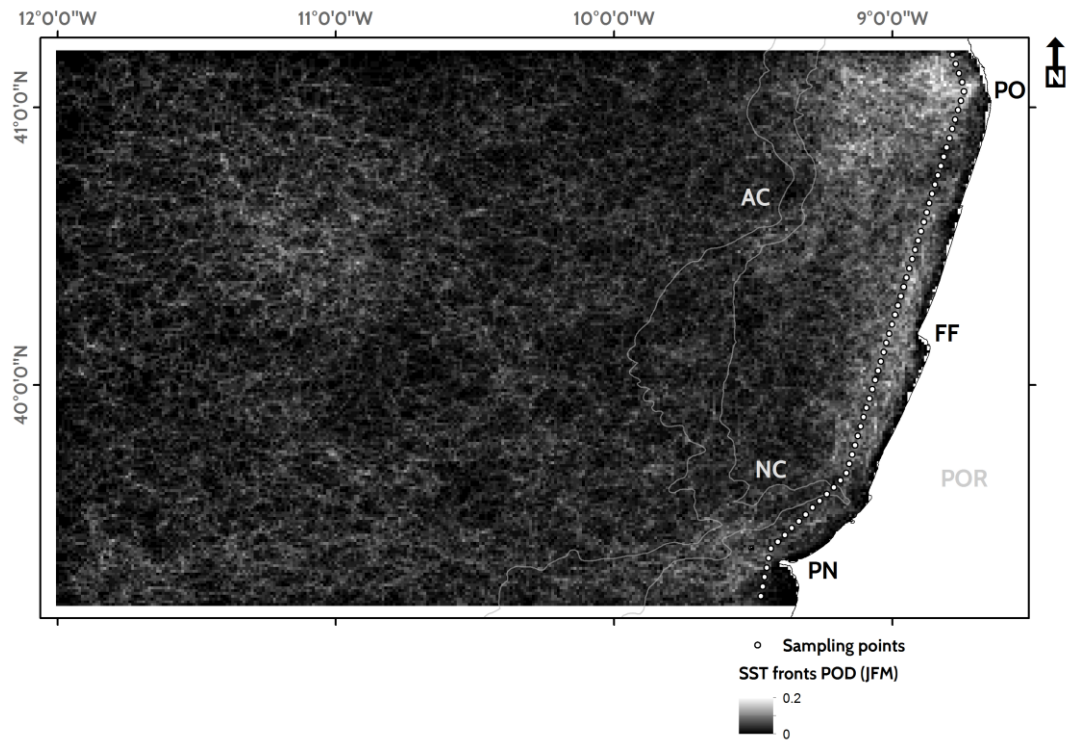 12°0'0"W 11°0'0"W 10°0'0"W 9°0'0"W
N
PO
41°0'0"N
AC
FF
40°0'0"N
NC
POR
PN
Sampling points
SST fronts POD (JFM)
0.2
0